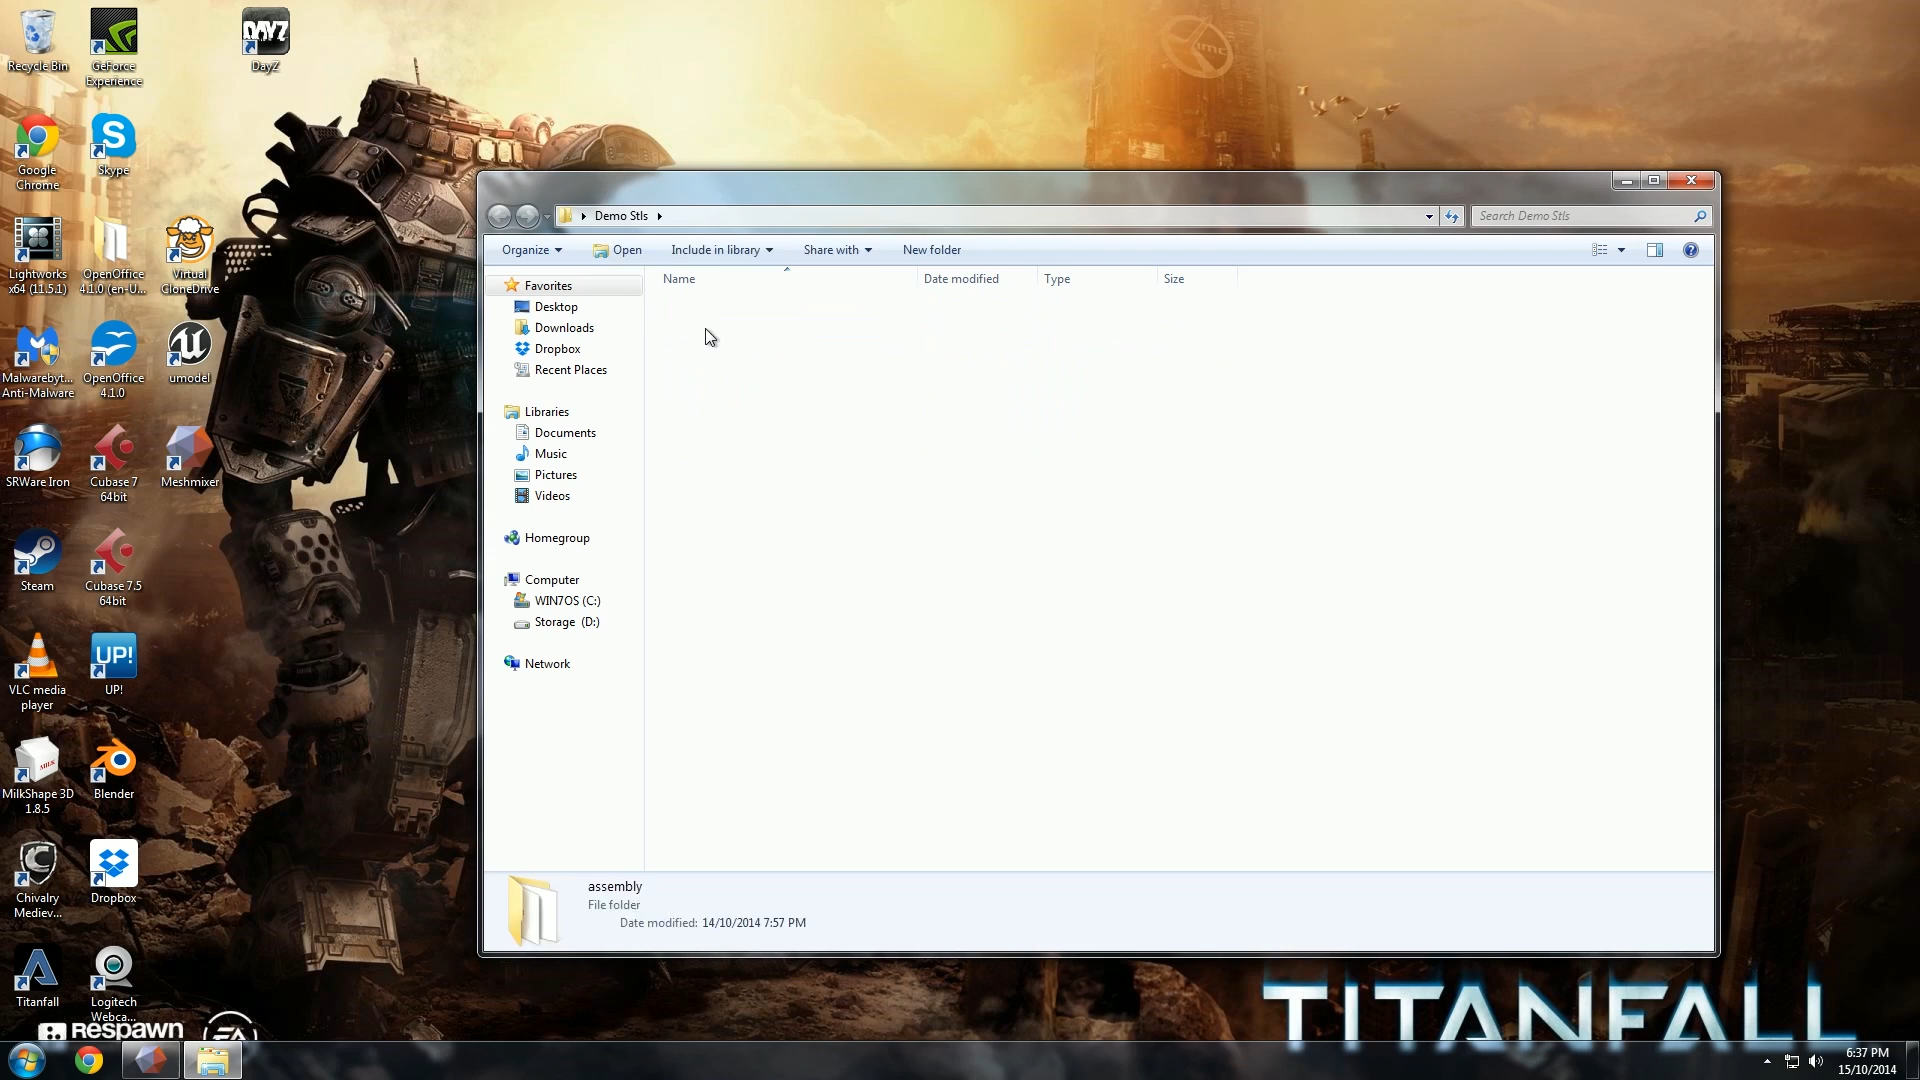 Recycle Bin
GeForce
Experience
DAYZ
DayZ
Google
Chrome
S
Skype
Lightworks
x64 (11.5.1)
OpenOffice
4.1.0 (en-U...
Virtual
CloneDrive
Malwarebyt...
Anti-Malware
OpenOffice
4.1.0
umodel
SRWare Iron
Cubase 7
64bit
Meshmixer
Steam
Cubase 7.5
64bit
VLC media
player
UP!
UP!
MILK
MilkShape 3D
1.8.5
Blender
Chivalry
Mediev...
Dropbox
Titanfall
Logitech
Webca...
RESPAWN
EA
imc
Demo Stls
Search Demo Stls
Organize
Open
Include in library
Share with
New folder
Name
Date modified
Type
Size
Favorites
Desktop
Downloads
Dropbox
Recent Places
Libraries
Documents
Music
Pictures
Videos
Homegroup
Computer
WIN7OS (C:)
Storage (D:)
Network
assembly
File folder
Date modified: 14/10/2014 7:57 PM
TITANFALL
6:37 PM
15/10/2014